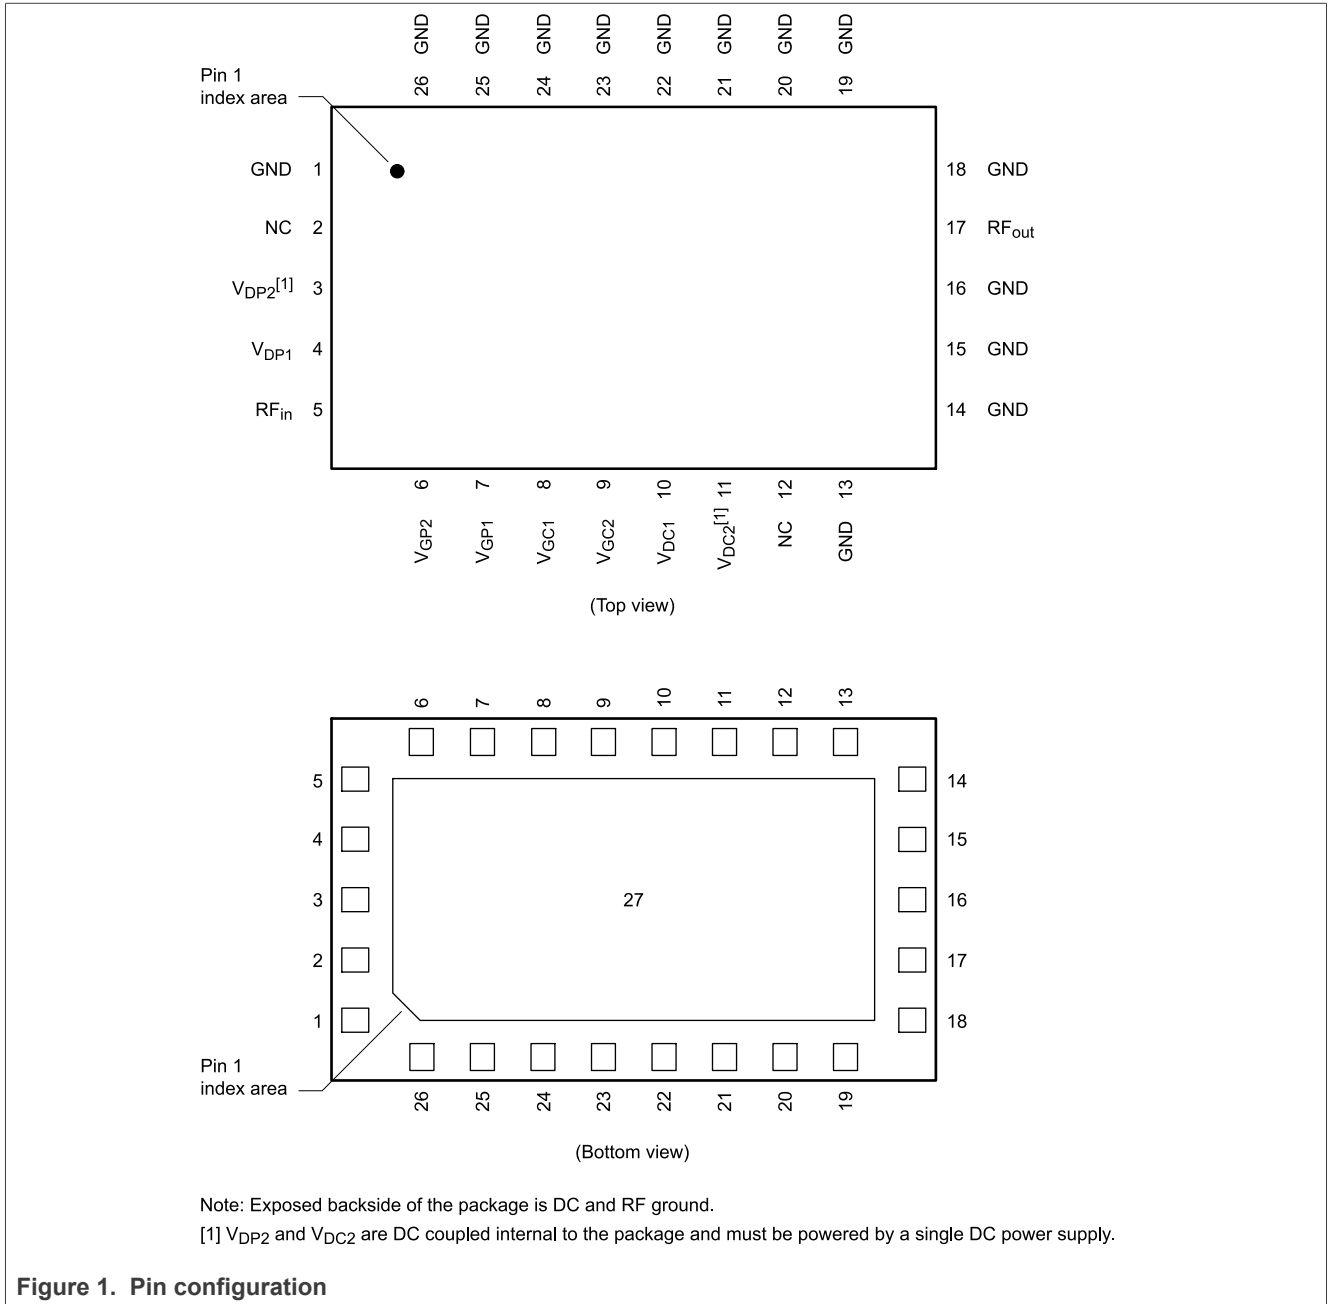 GND GND GND GND GND GND GND GND
26 25 24 23 22 21 20 19
Pin 1
index area
GND 1
NC 2
VDP2[1] 3
VDP1 4
RFin 5
18 GND
17 RFout
16 GND
15 GND
14 GND
6 7 8 9 10 11 12 13
VGP2 VGP1 VGC1 VGC2 VDC1 VDC2[1] NC GND
(Top view)
6 7 8 9 10 11 12 13
5
4
3
2
1
27
14
15
16
17
18
Pin 1
index area
26 25 24 23 22 21 20 19
(Bottom view)
Note: Exposed backside of the package is DC and RF ground.
[1] VDP2 and VDC2 are DC coupled internal to the package and must be powered by a single DC power supply.
Figure 1. Pin configuration